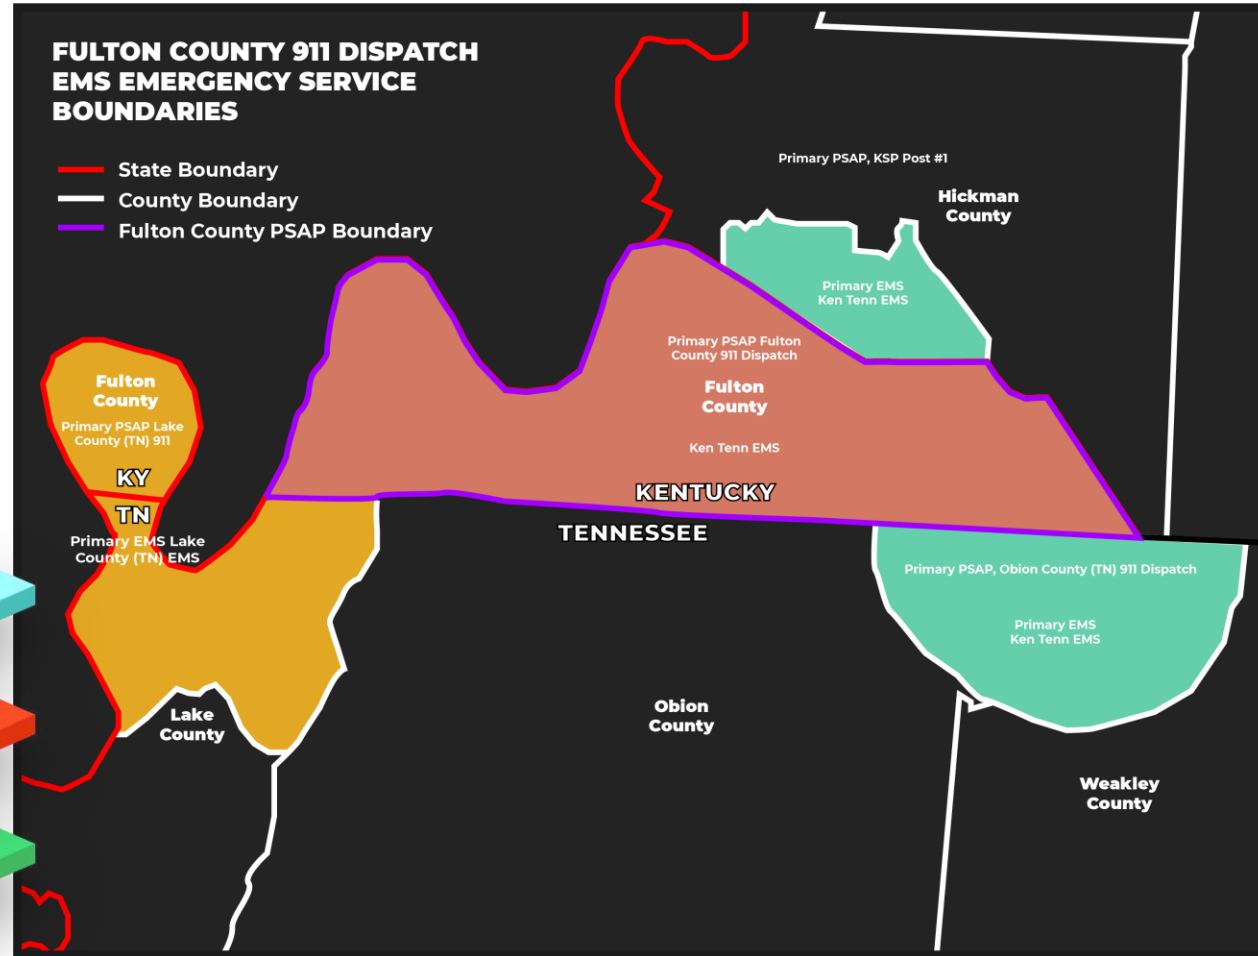 FULTON COUNTY 911 DISPATCH
EMS EMERGENCY SERVICE
BOUNDARIES
State Boundary
County Boundary
Fulton County PSAP Boundary
Primary PSAP, KSP Post #1
Hickman
County
Primary EMS
Ken Tenn EMS
Primary PSAP Fulton
County 911 Dispatch
Fulton
County
Ken Tenn EMS
KENTUCKY
TENNESSEE
Fulton
County
Primary PSAP Lake
County (TN) 911
KY
TN
Primary EMS Lake
County (TN) EMS
Primary PSAP, Obion County (TN) 911 Dispatch
Primary EMS
Ken Tenn EMS
Lake
County
Obion
County
Weakley
County